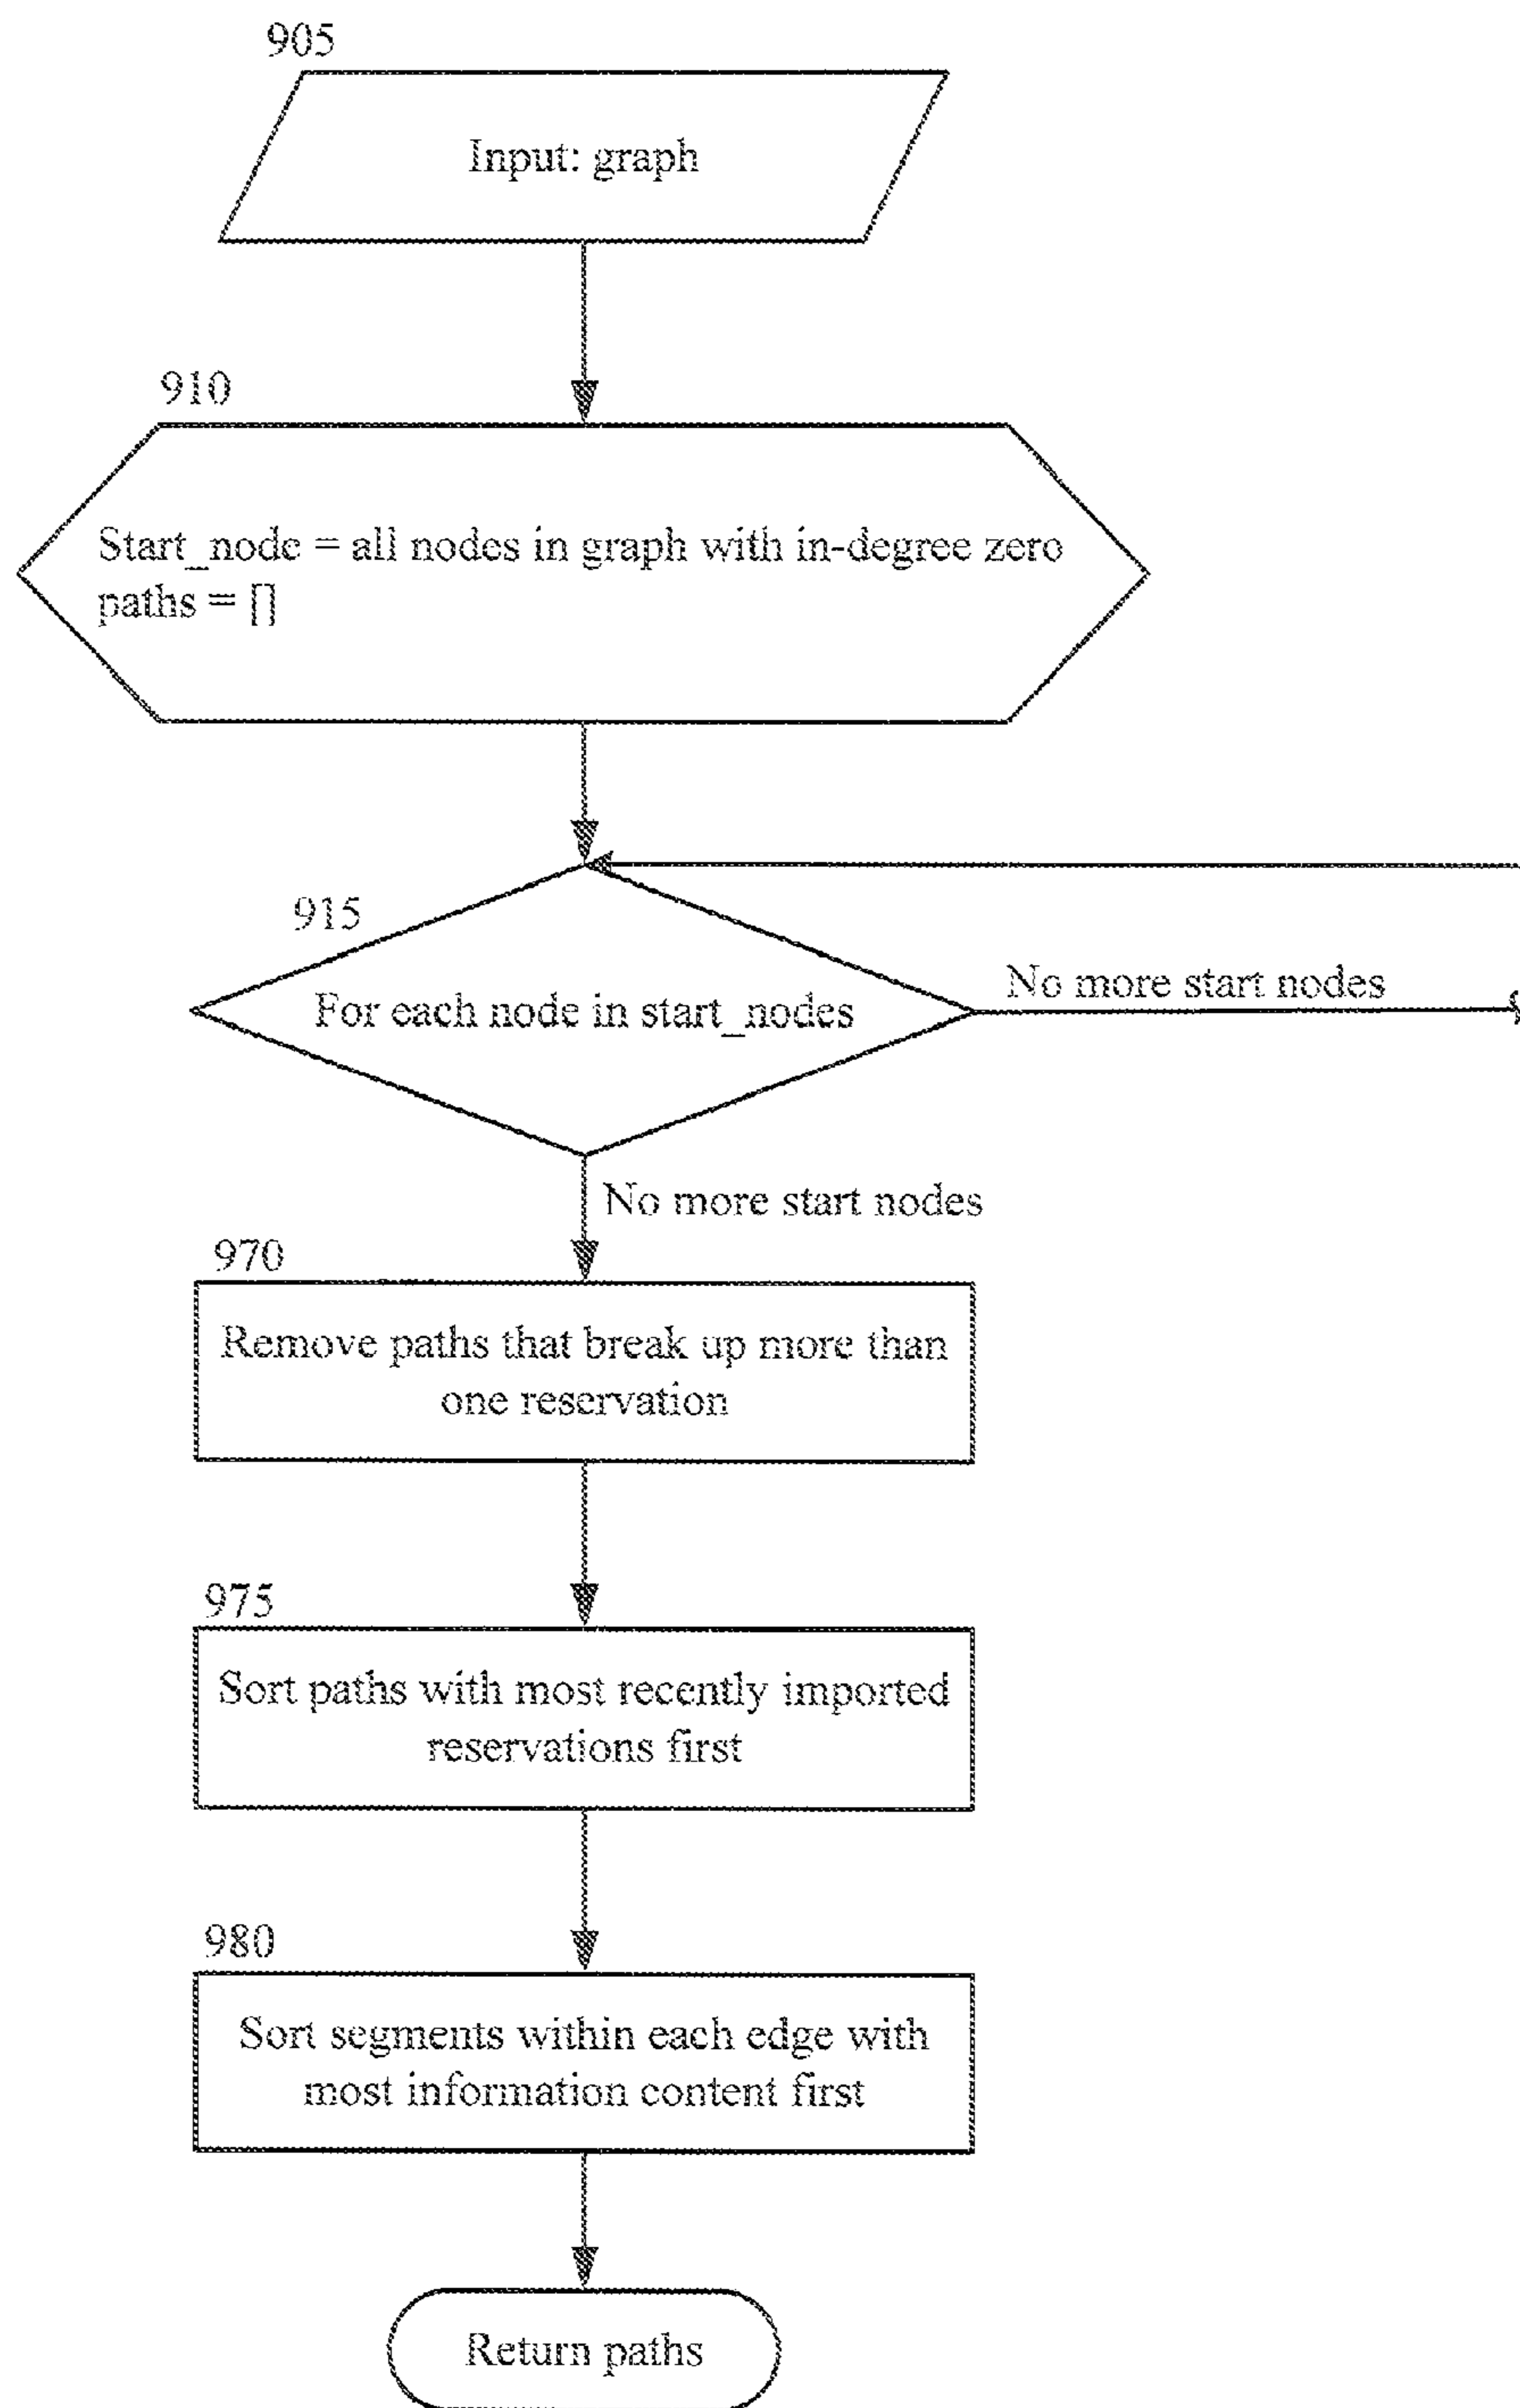 905
Input: graph
910
Start_node = all nodes in graph with in-degree zero
paths = []
915
For each node in start_nodes
No more start nodes
No more start nodes
970
Remove paths that break up more than
one reservation
975
Sort paths with most recently imported
reservations first
980
Sort segments within each edge with
most information content first
Return paths